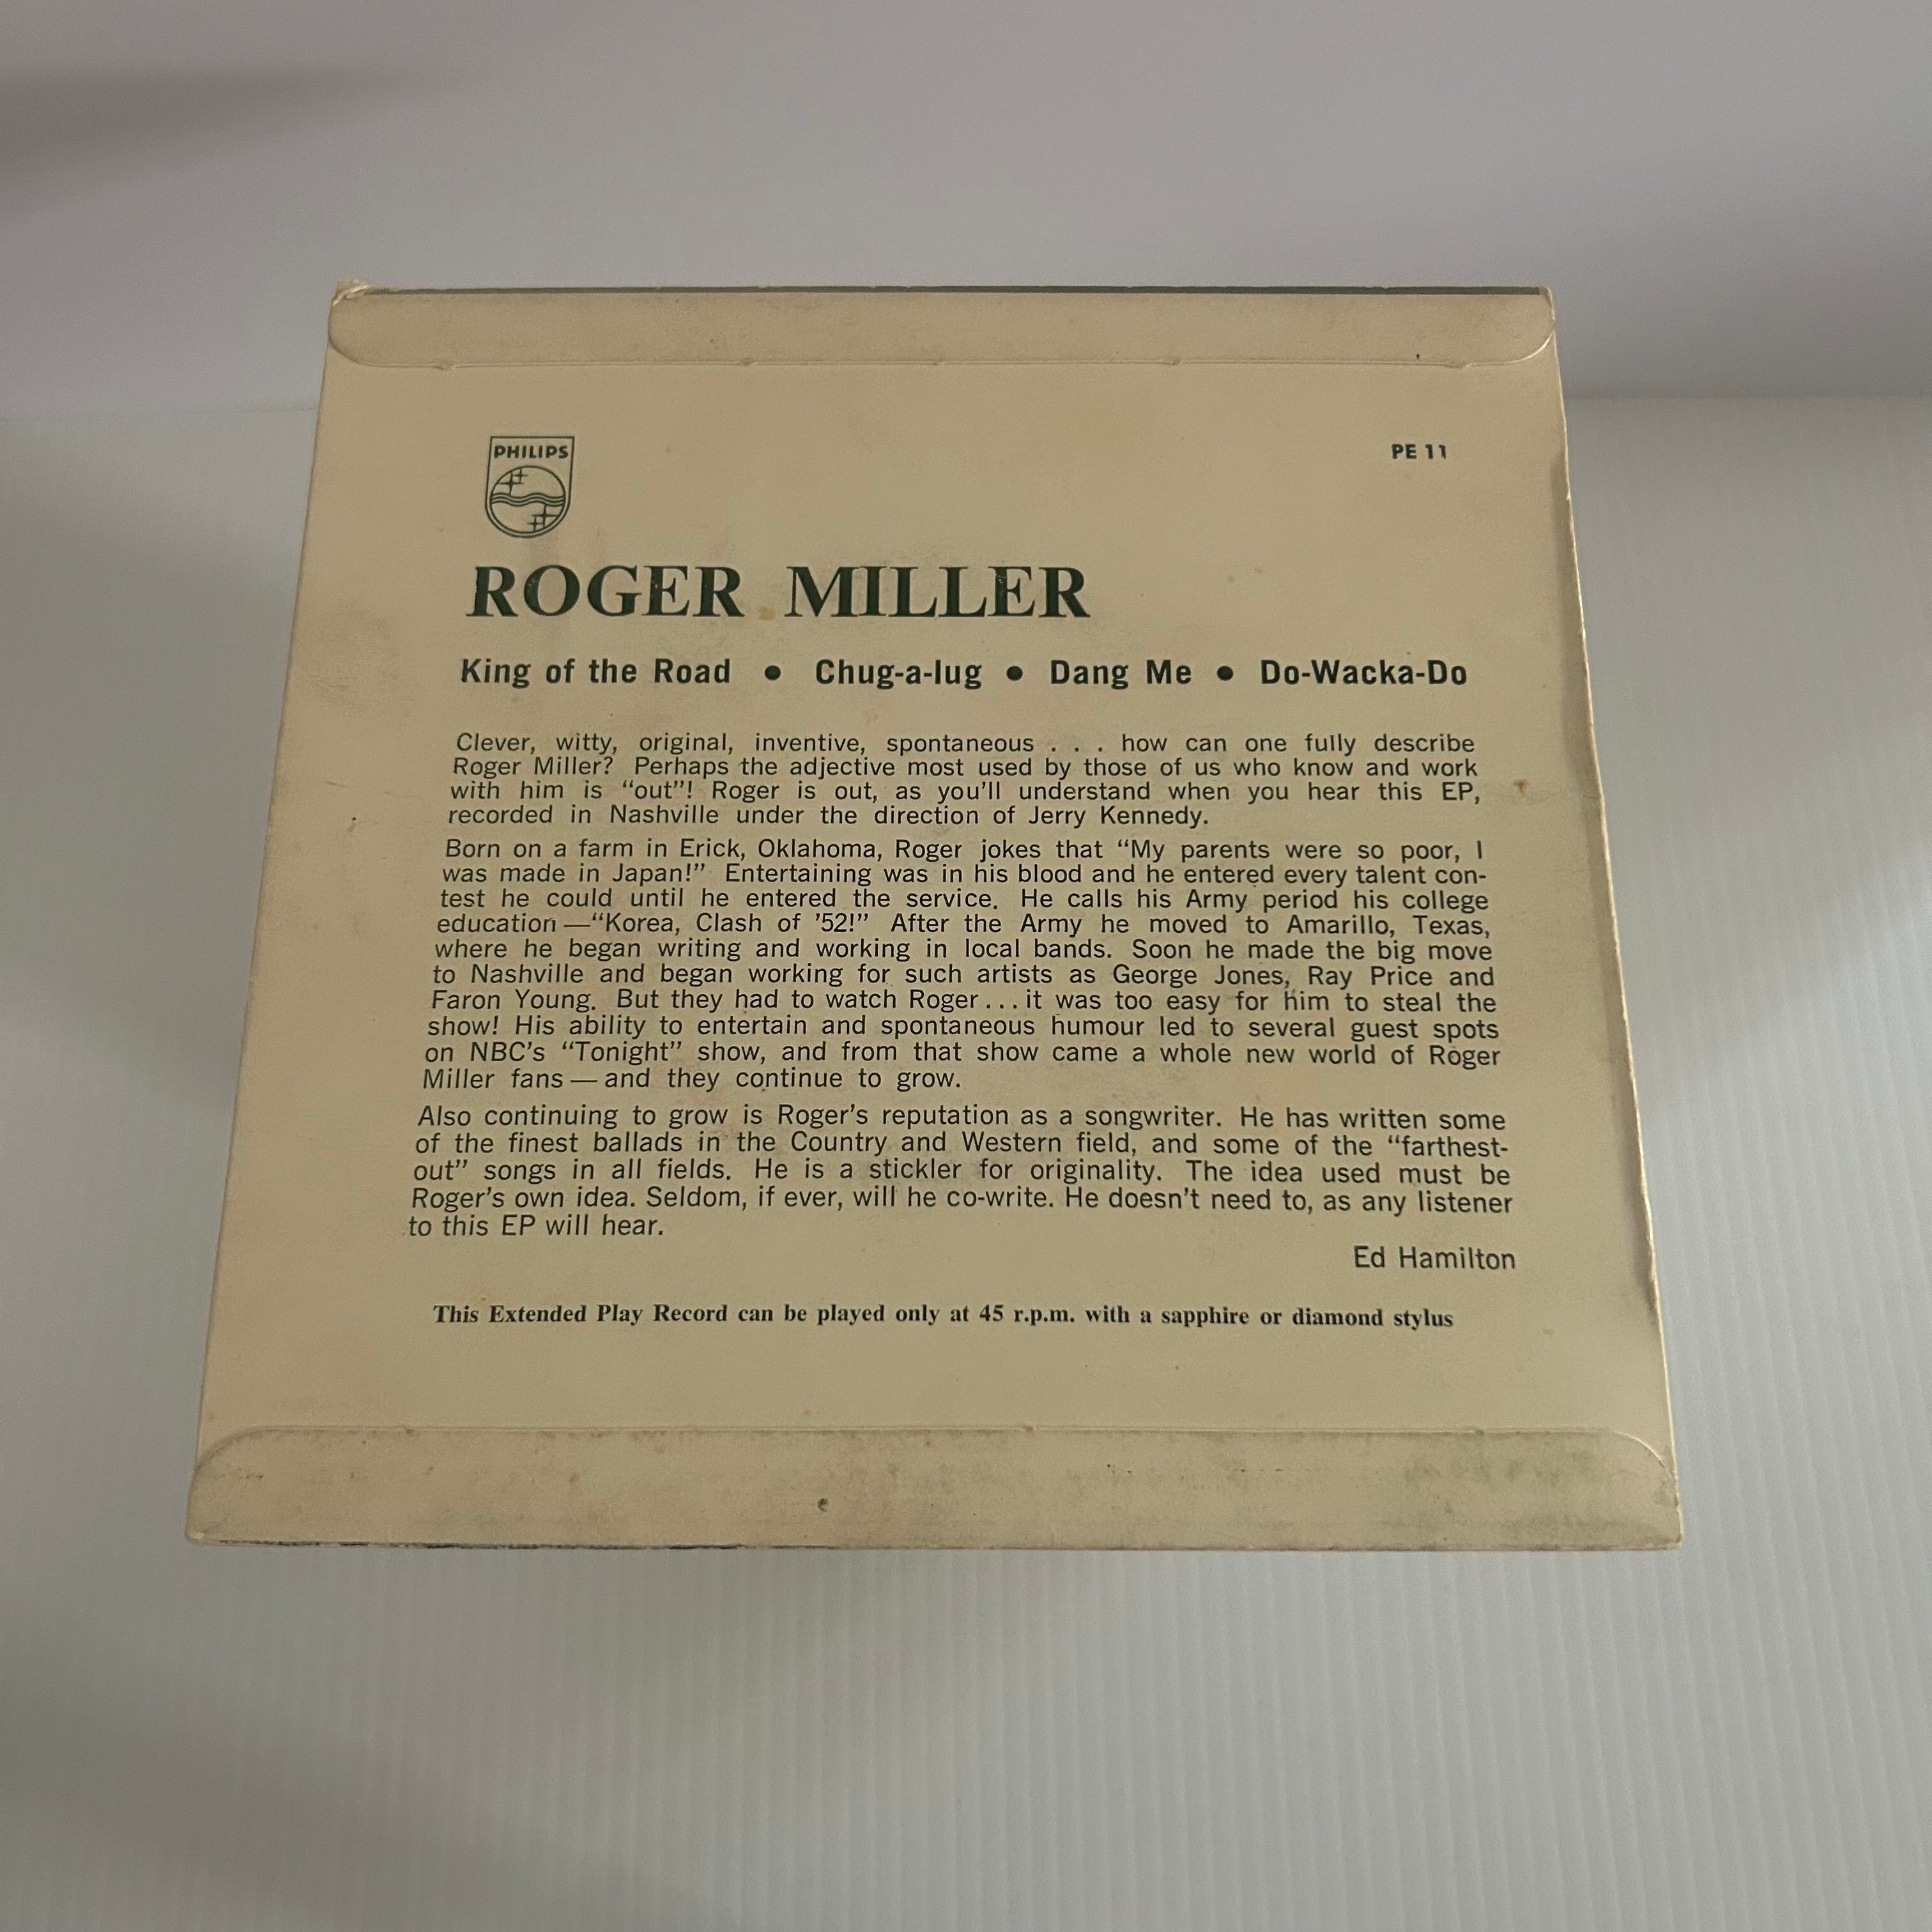 PHILIPS
PE 11
ROGER MILLER
King of the Road • Chug-a-lug • Dang Me • Do-Wacka-Do
Clever, witty, original, inventive, spontaneous . . . how can one fully describe
Roger Miller? Perhaps the adjective most used by those of us who know and work
with him is “out”! Roger is out, as you’ll understand when you hear this EP,
recorded in Nashville under the direction of Jerry Kennedy.
Born on a farm in Erick, Oklahoma, Roger jokes that “My parents were so poor, I
was made in Japan!” Entertaining was in his blood and he entered every talent con-
test he could until he entered the service. He calls his Army period his college
education — “Korea, Clash of ’52!” After the Army he moved to Amarillo, Texas,
where he began writing and working in local bands. Soon he made the big move
to Nashville and began working for such artists as George Jones, Ray Price and
Faron Young. But they had to watch Roger . . . it was too easy for him to steal the
show! His ability to entertain and spontaneous humour led to several guest spots
on NBC’s “Tonight” show, and from that show came a whole new world of Roger
Miller fans — and they continue to grow.
Also continuing to grow is Roger’s reputation as a songwriter. He has written some
of the finest ballads in the Country and Western field, and some of the “farthest-
out” songs in all fields. He is a stickler for originality. The idea used must be
Roger’s own idea. Seldom, if ever, will he co-write. He doesn’t need to, as any listener
to this EP will hear.
Ed Hamilton
This Extended Play Record can be played only at 45 r.p.m. with a sapphire or diamond stylus